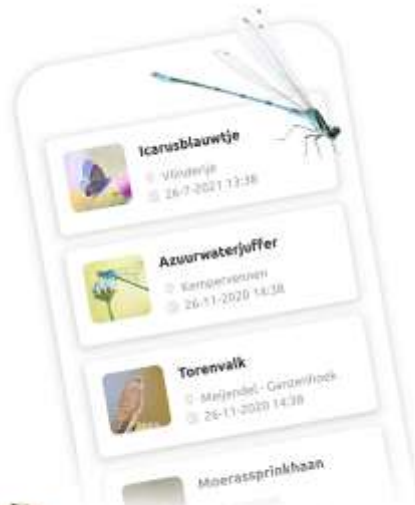 Icarusblauwtje
Vlinderije
26-7-2021 13:38
Azuurwaterjuffer
Kempervennen
26-11-2020 14:38
Torenvalk
Meijendel - Ganzenhoek
26-11-2020 14:38
Moerassprinkhaan